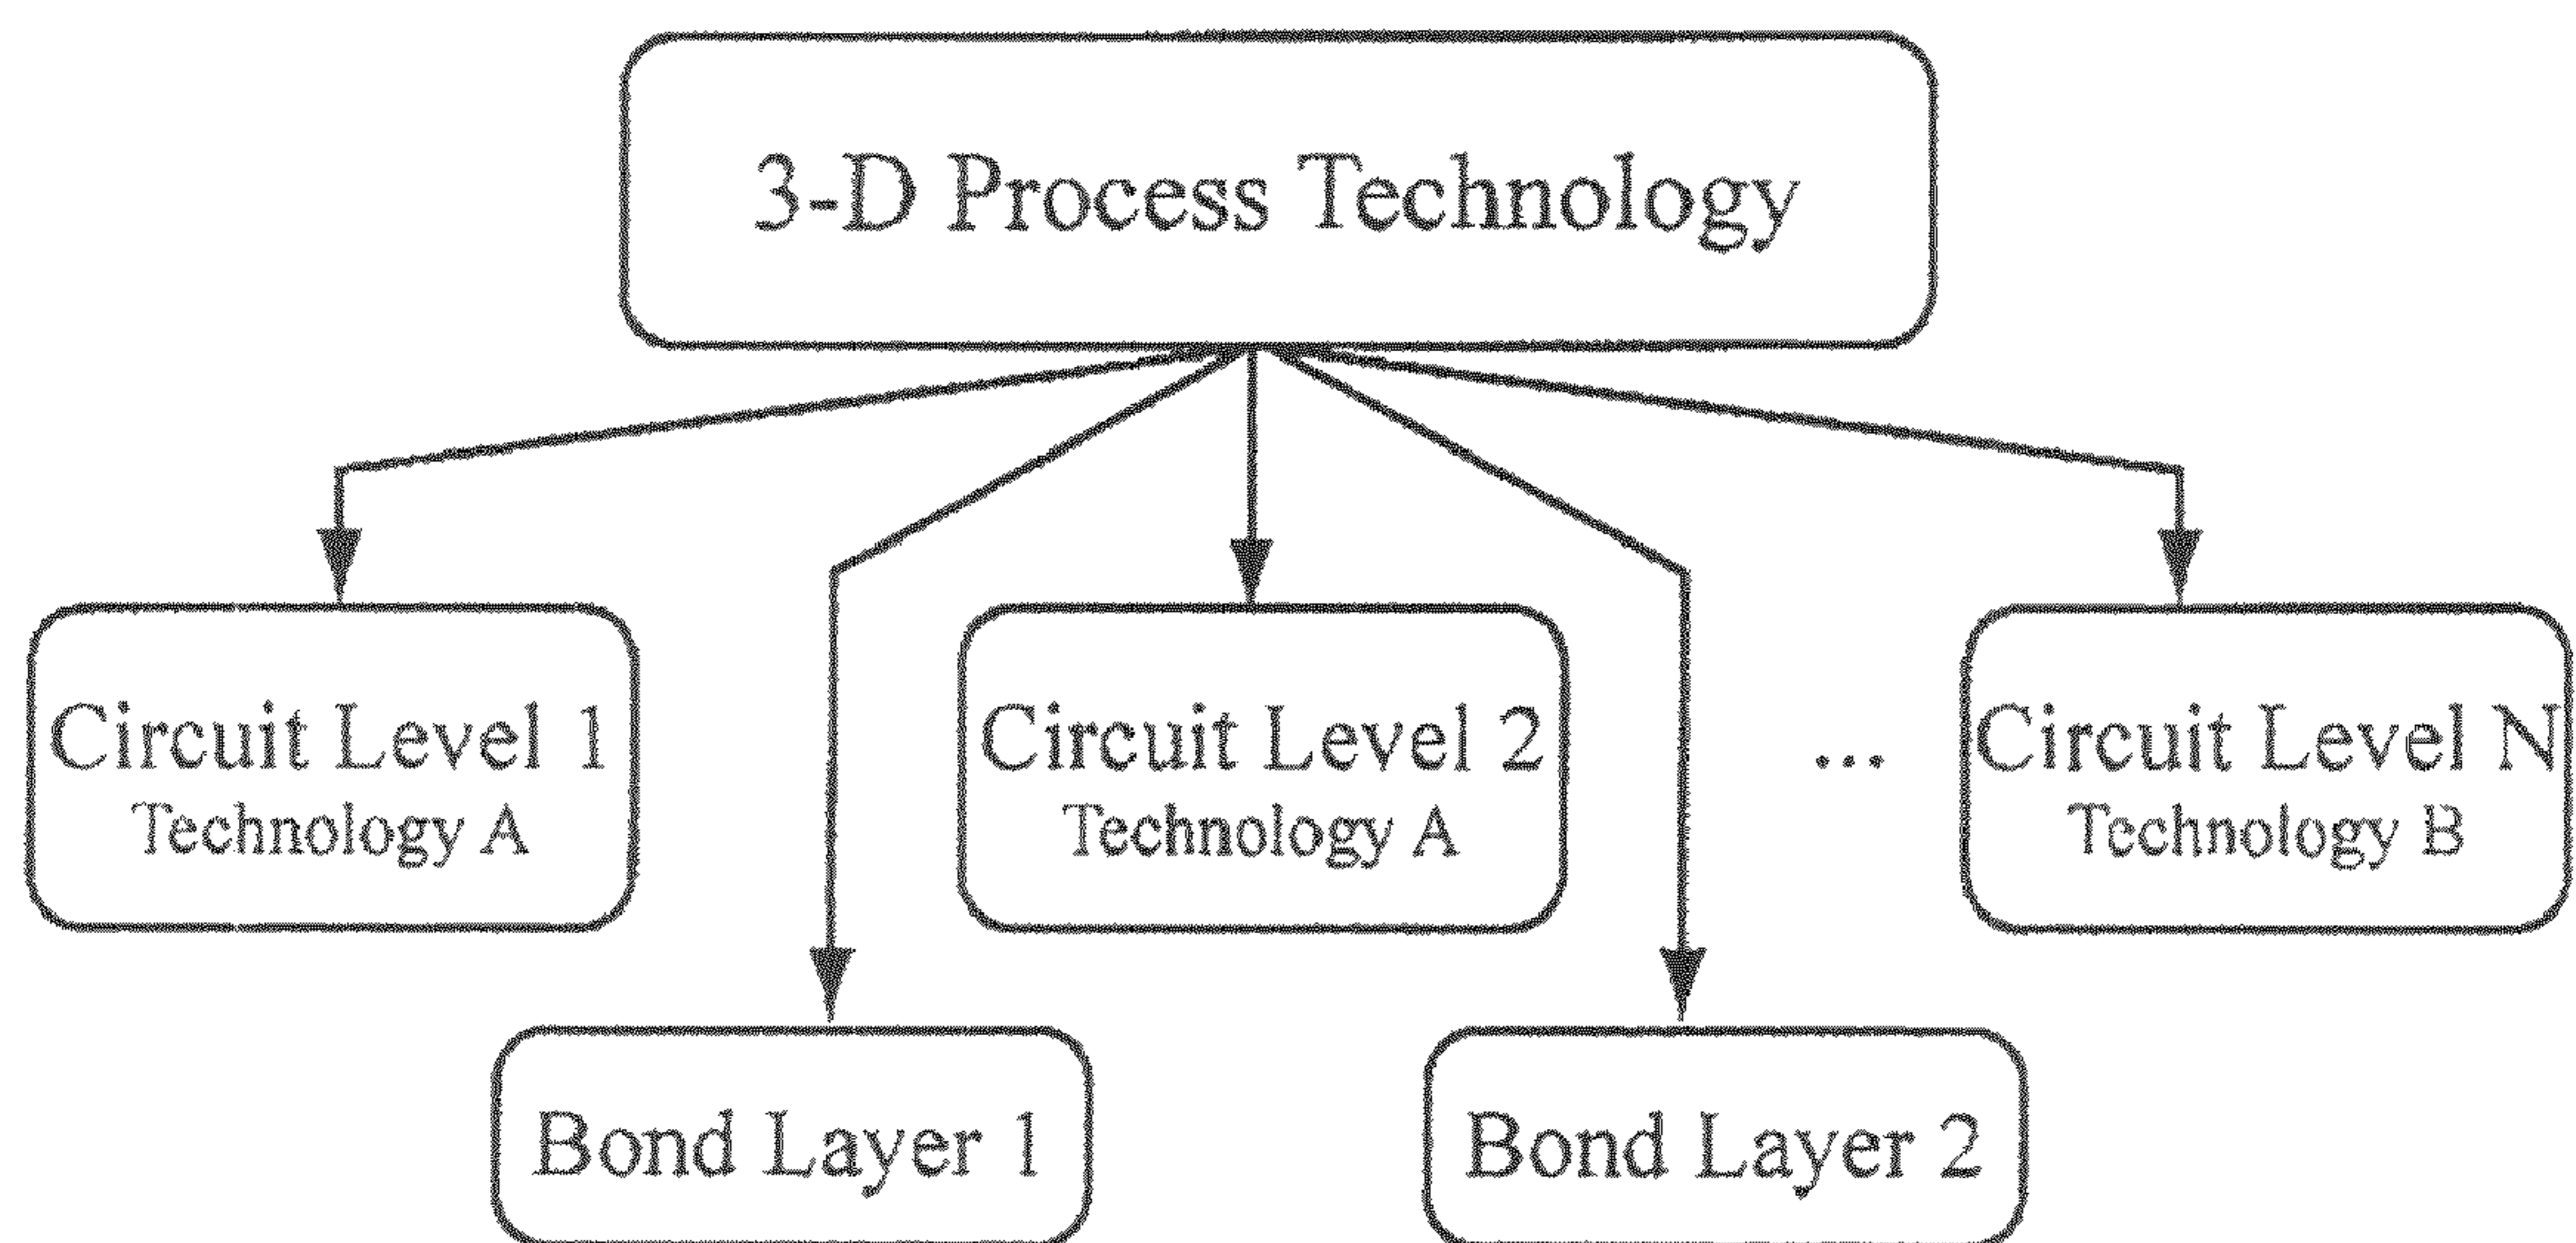 3-D Process Technology
Circuit Level 1
Technology A
Circuit Level 2
Technology A
...
Circuit Level N
Technology B
Bond Layer 1
Bond Layer 2